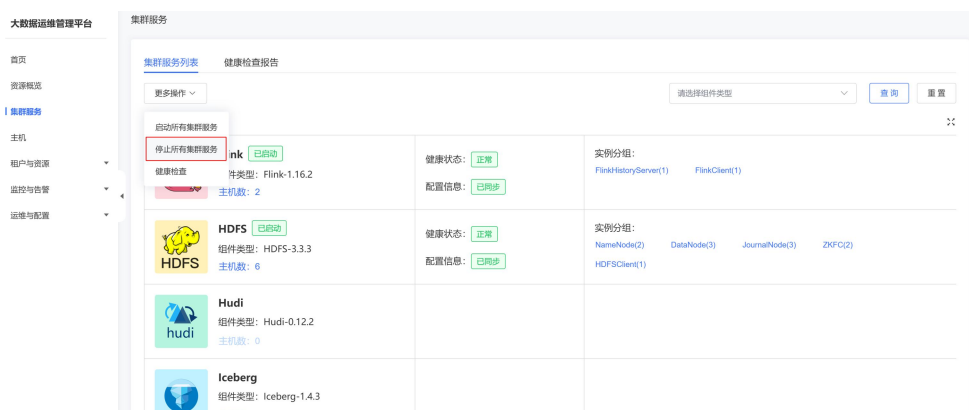 大数据运维管理平台
集群服务
首页
资源概览
集群服务
主机
租户与资源
监控与告警
运维与配置
集群服务列表 健康检查报告
更多操作
请选择组件类型
查询 重置
启动所有集群服务
停止所有集群服务
健康检查
ink 已启动
件类型：Flink-1.16.2
主机数：2
健康状态：正常
配置信息：已同步
实例分组：
FlinkHistoryServer(1) FlinkClient(1)
HDFS
HDFS 已启动
组件类型：HDFS-3.3.3
主机数：6
健康状态：正常
配置信息：已同步
实例分组：
NameNode(2) DataNode(3) JournalNode(3) ZKFC(2)
HDFSClient(1)
hudi
Hudi
组件类型：Hudi-0.12.2
主机数：0
Iceberg
组件类型：Iceberg-1.4.3